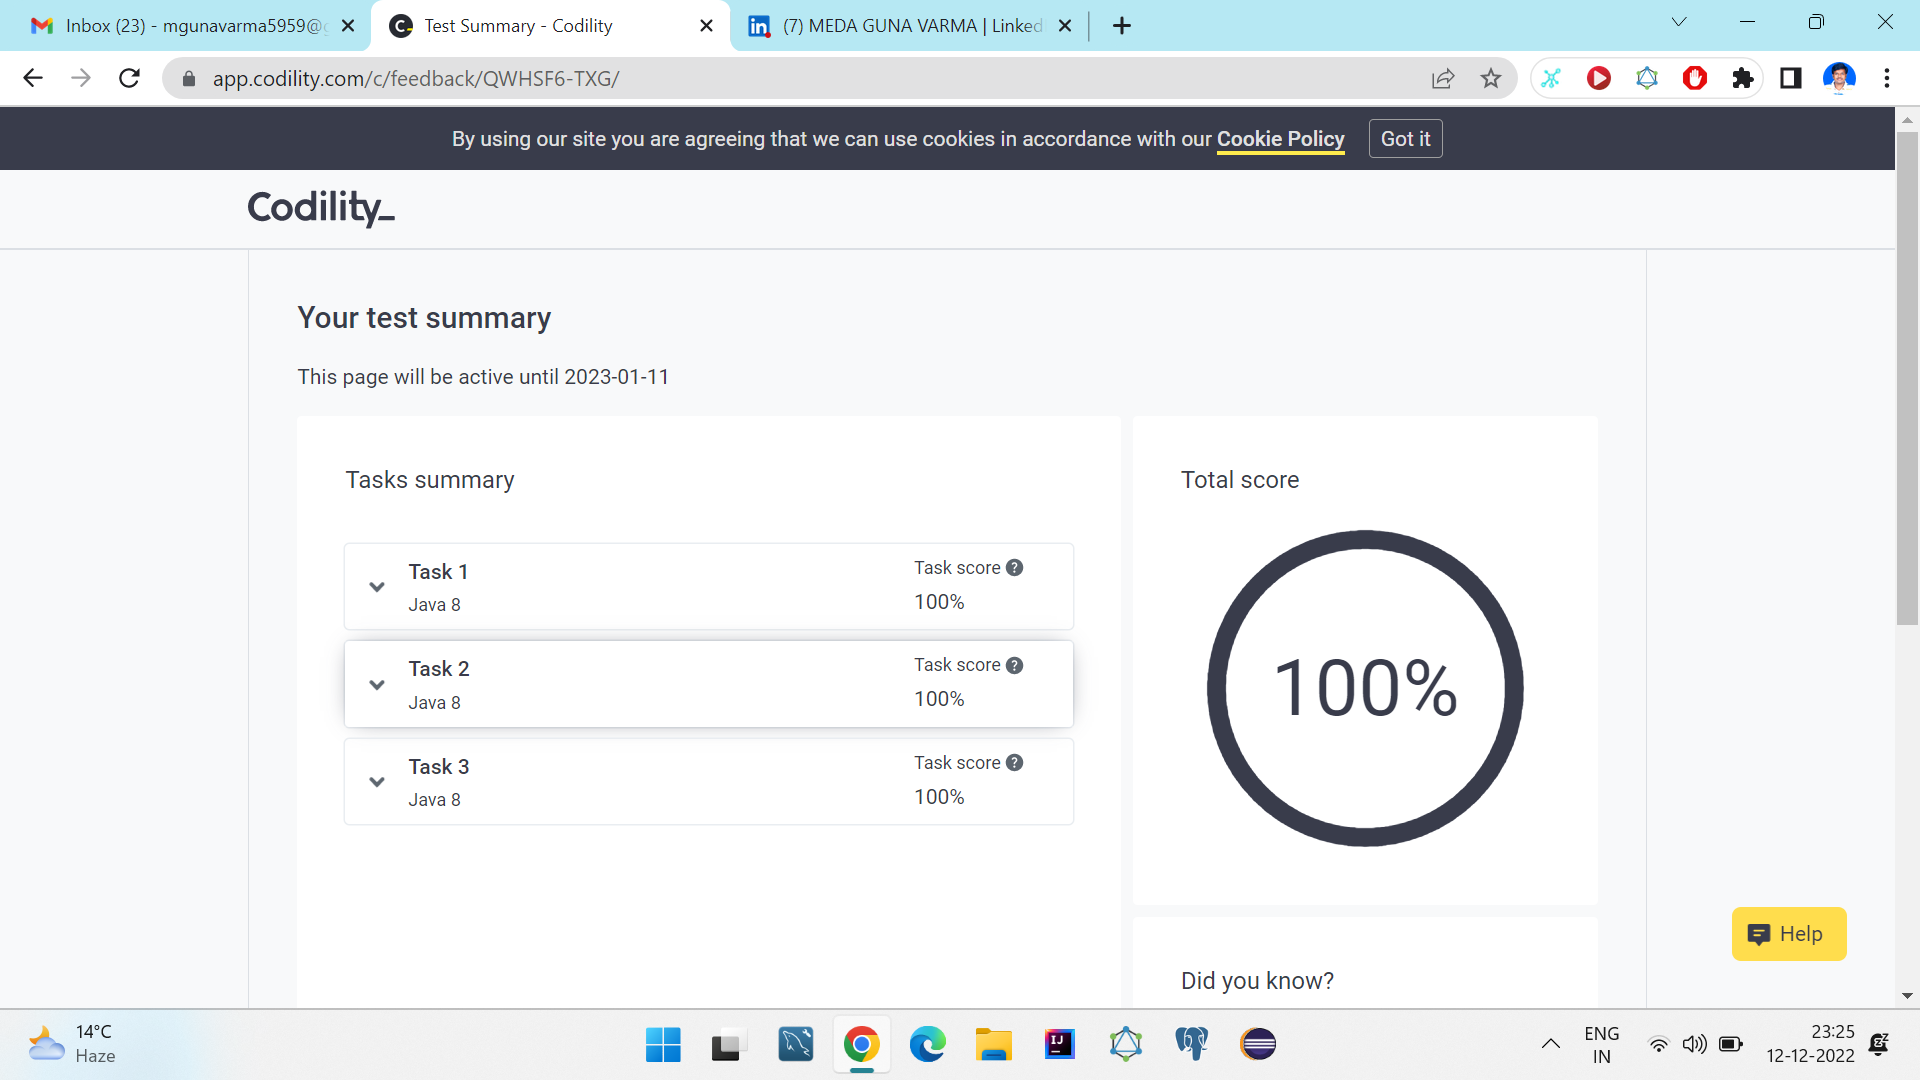 Inbox (23) - mgunavarma5959@g
Test Summary - Codility
(7) MEDA GUNA VARMA | Linked
app.codility.com/c/feedback/QWHSF6-TXG/
By using our site you are agreeing that we can use cookies in accordance with our Cookie Policy
Got it
Codility_
Your test summary
This page will be active until 2023-01-11
Tasks summary
Task 1
Java 8
Task score ?
100%
Task 2
Java 8
Task score ?
100%
Task 3
Java 8
Task score ?
100%
Total score
100%
Did you know?
Help
14°C
Haze
ENG
IN
23:25
12-12-2022